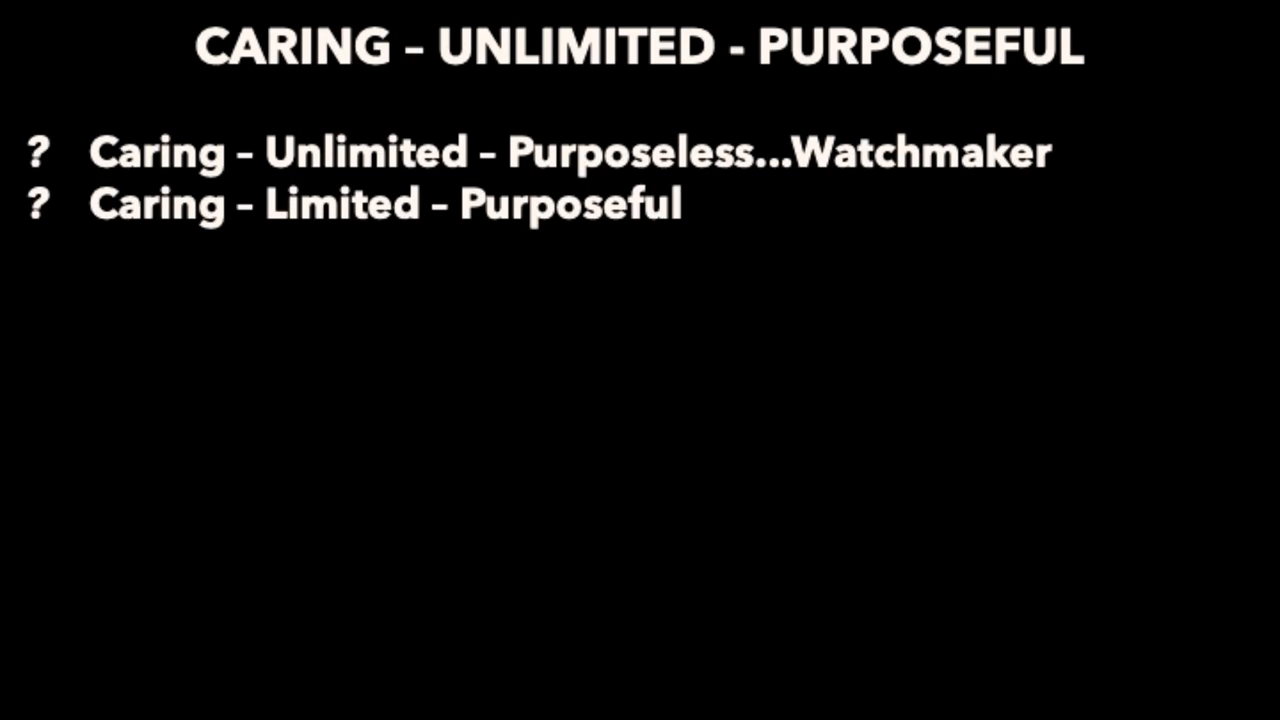 CARING – UNLIMITED - PURPOSEFUL
? Caring – Unlimited – Purposeless...Watchmaker
? Caring – Limited – Purposeful